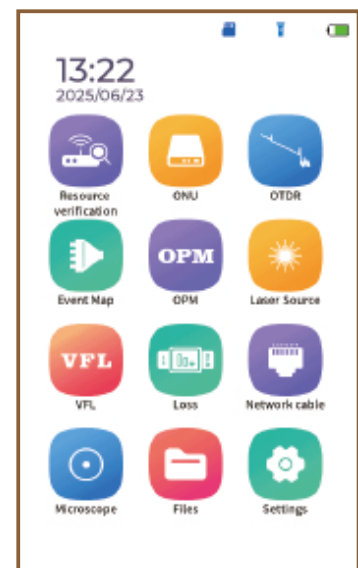 13:22
2025/06/23
Resource
verification
ONU
OTDR
Event Map
OPM
OPM
Laser Source
VFL
VFL
Loss
Network cable
Microscope
Files
Settings